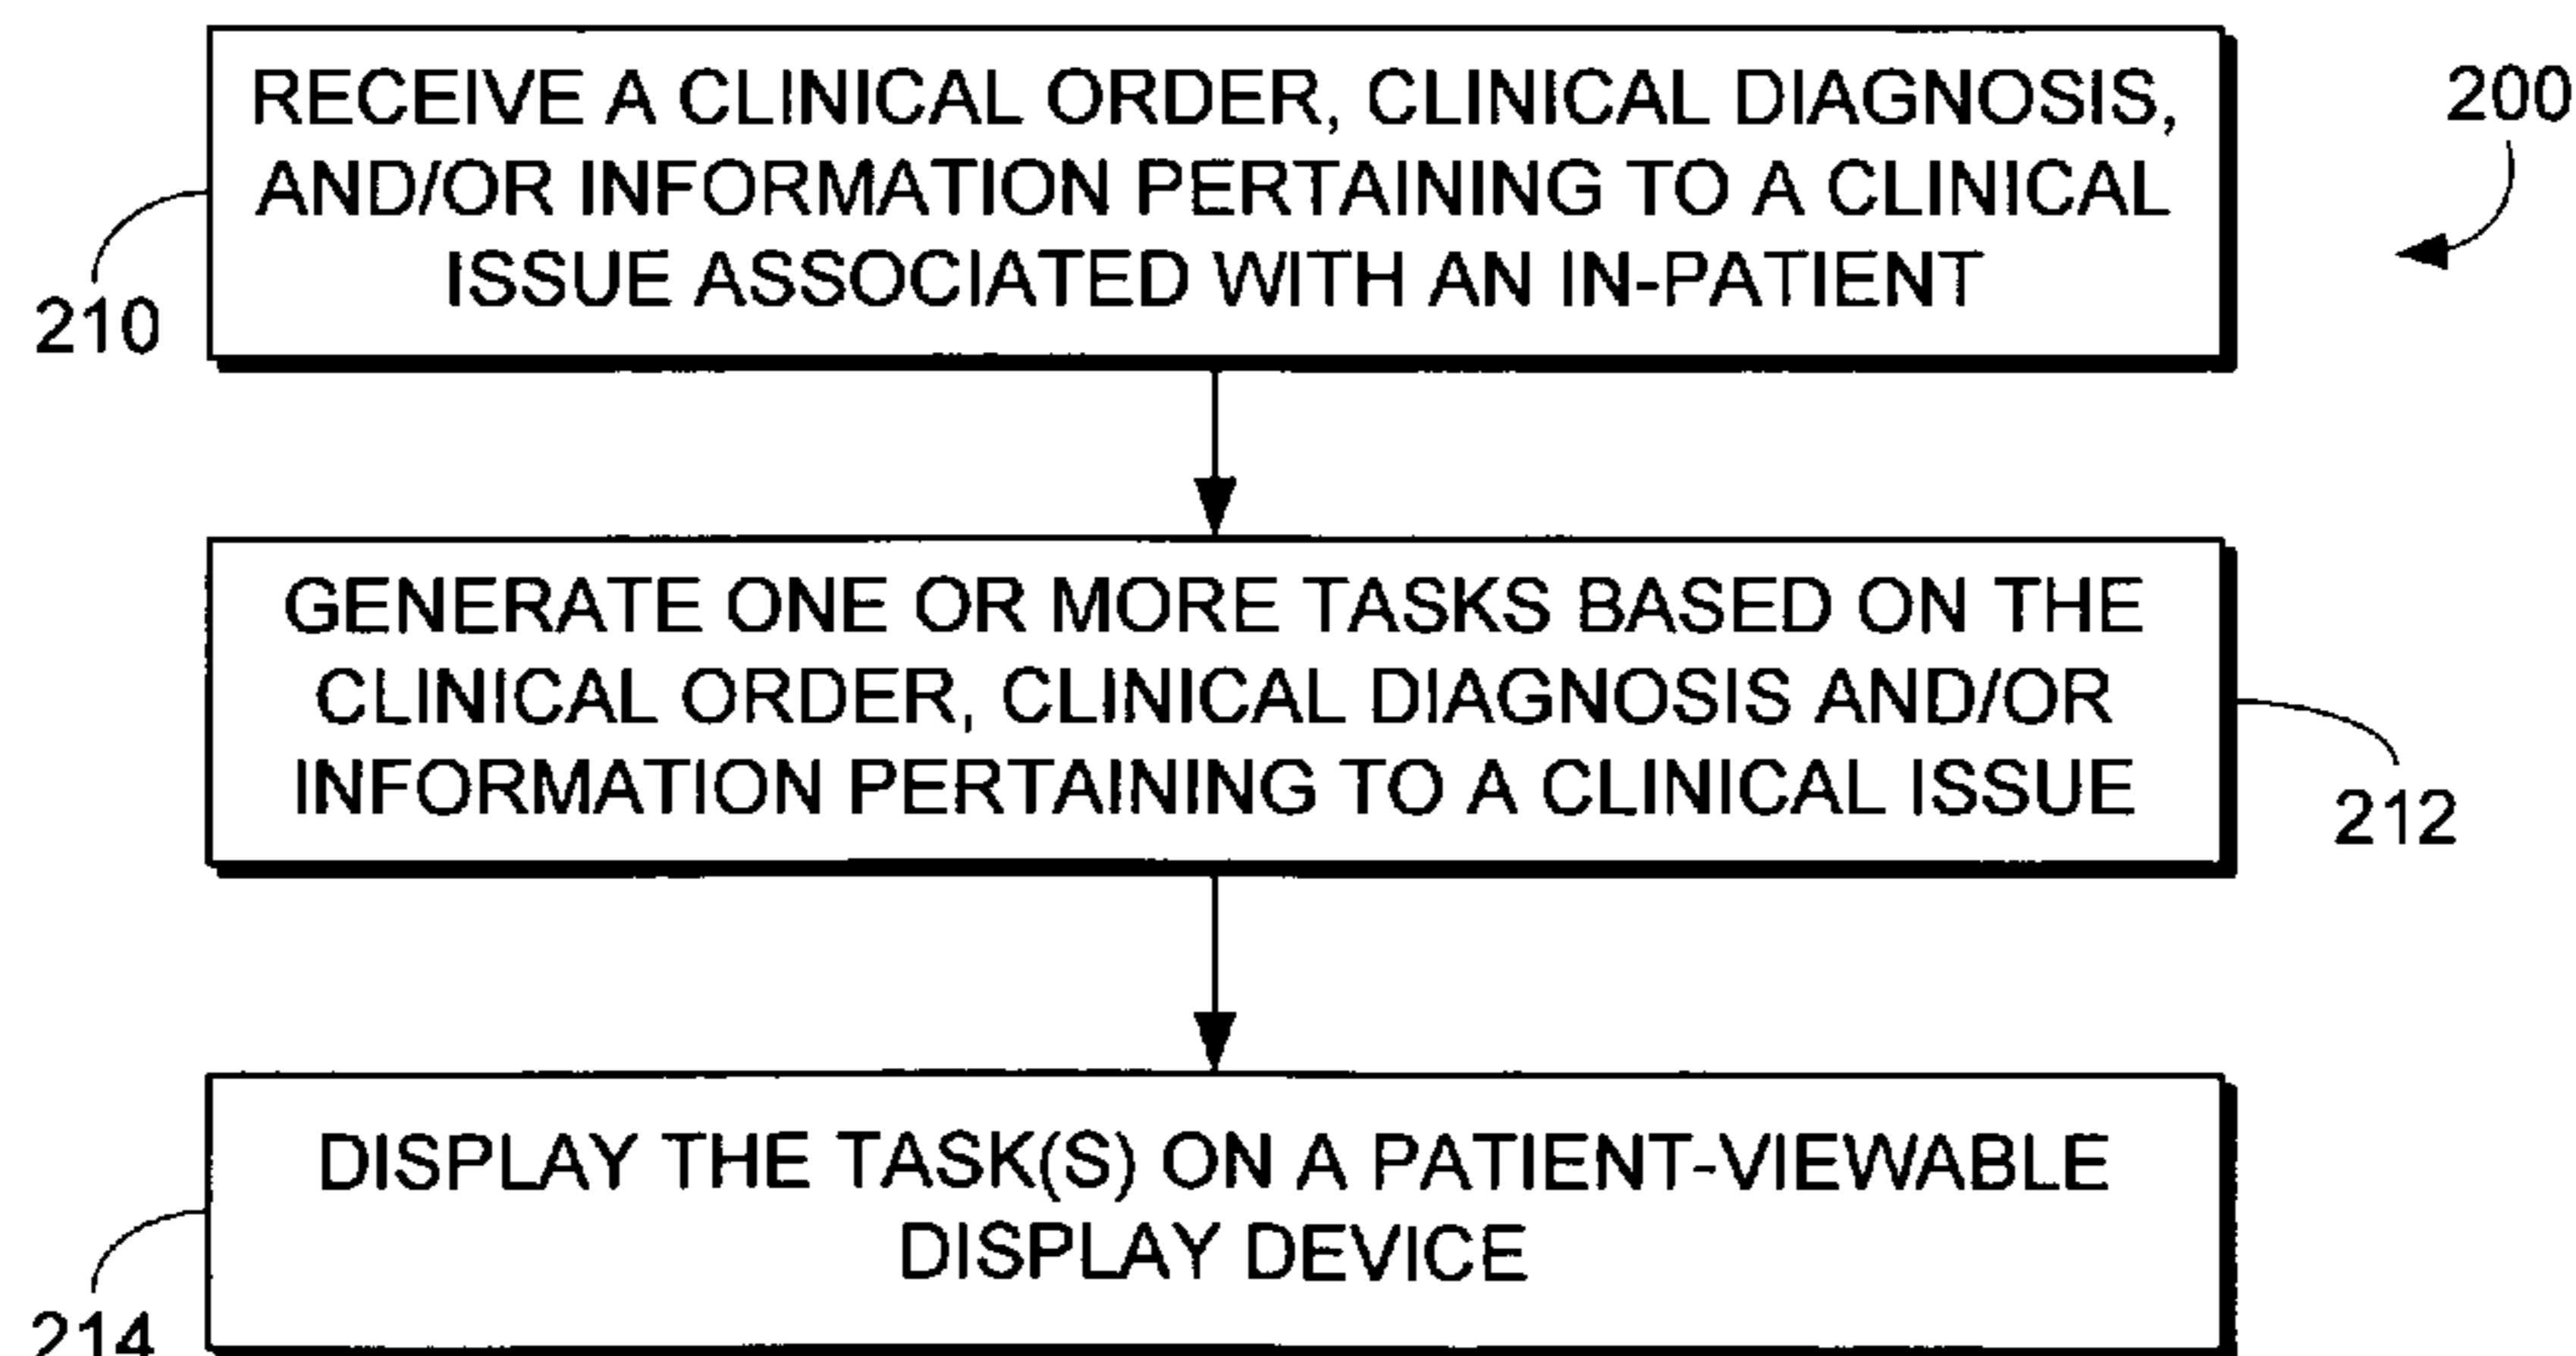 RECEIVE A CLINICAL ORDER, CLINICAL DIAGNOSIS,
AND/OR INFORMATION PERTAINING TO A CLINICAL
ISSUE ASSOCIATED WITH AN IN-PATIENT
200
210
GENERATE ONE OR MORE TASKS BASED ON THE
CLINICAL ORDER, CLINICAL DIAGNOSIS AND/OR
INFORMATION PERTAINING TO A CLINICAL ISSUE
212
DISPLAY THE TASK(S) ON A PATIENT-VIEWABLE
DISPLAY DEVICE
214